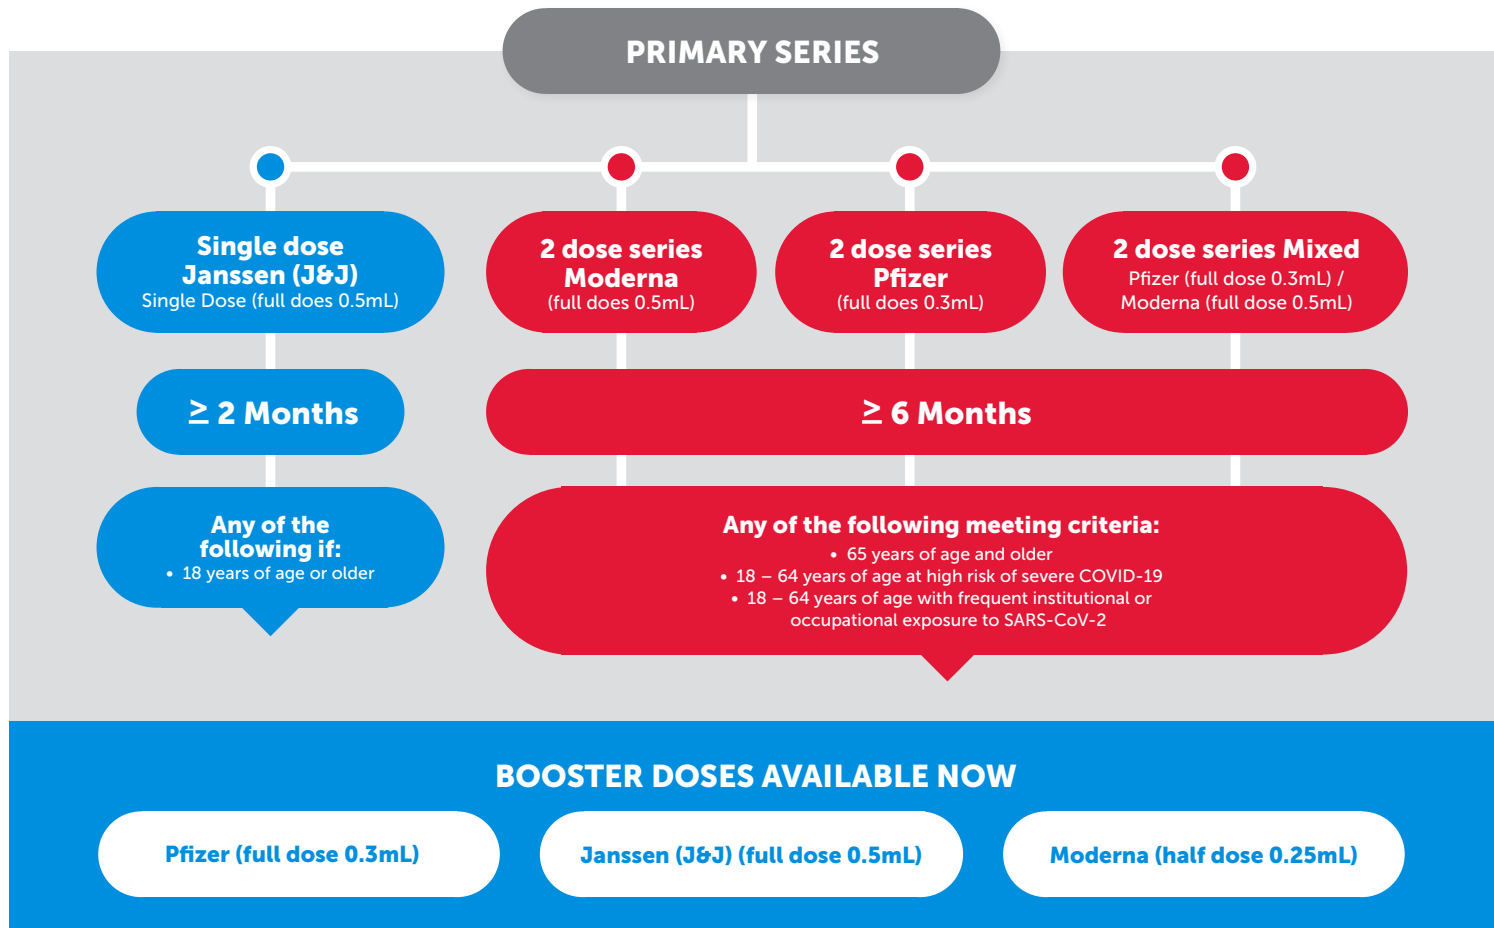 PRIMARY SERIES
Single dose
Janssen (J&J)
Single Dose (full does 0.5mL)
2 dose series
Moderna
(full does 0.5mL)
2 dose series
Pfizer
(full does 0.3mL)
2 dose series Mixed
Pfizer (full dose 0.3mL) /
Moderna (full dose 0.5mL)
≥ 2 Months
≥ 6 Months
Any of the
following if:
• 18 years of age or older
Any of the following meeting criteria:
• 65 years of age and older
• 18 – 64 years of age at high risk of severe COVID-19
• 18 – 64 years of age with frequent institutional or
occupational exposure to SARS-CoV-2
BOOSTER DOSES AVAILABLE NOW
Pfizer (full dose 0.3mL)
Janssen (J&J) (full dose 0.5mL)
Moderna (half dose 0.25mL)